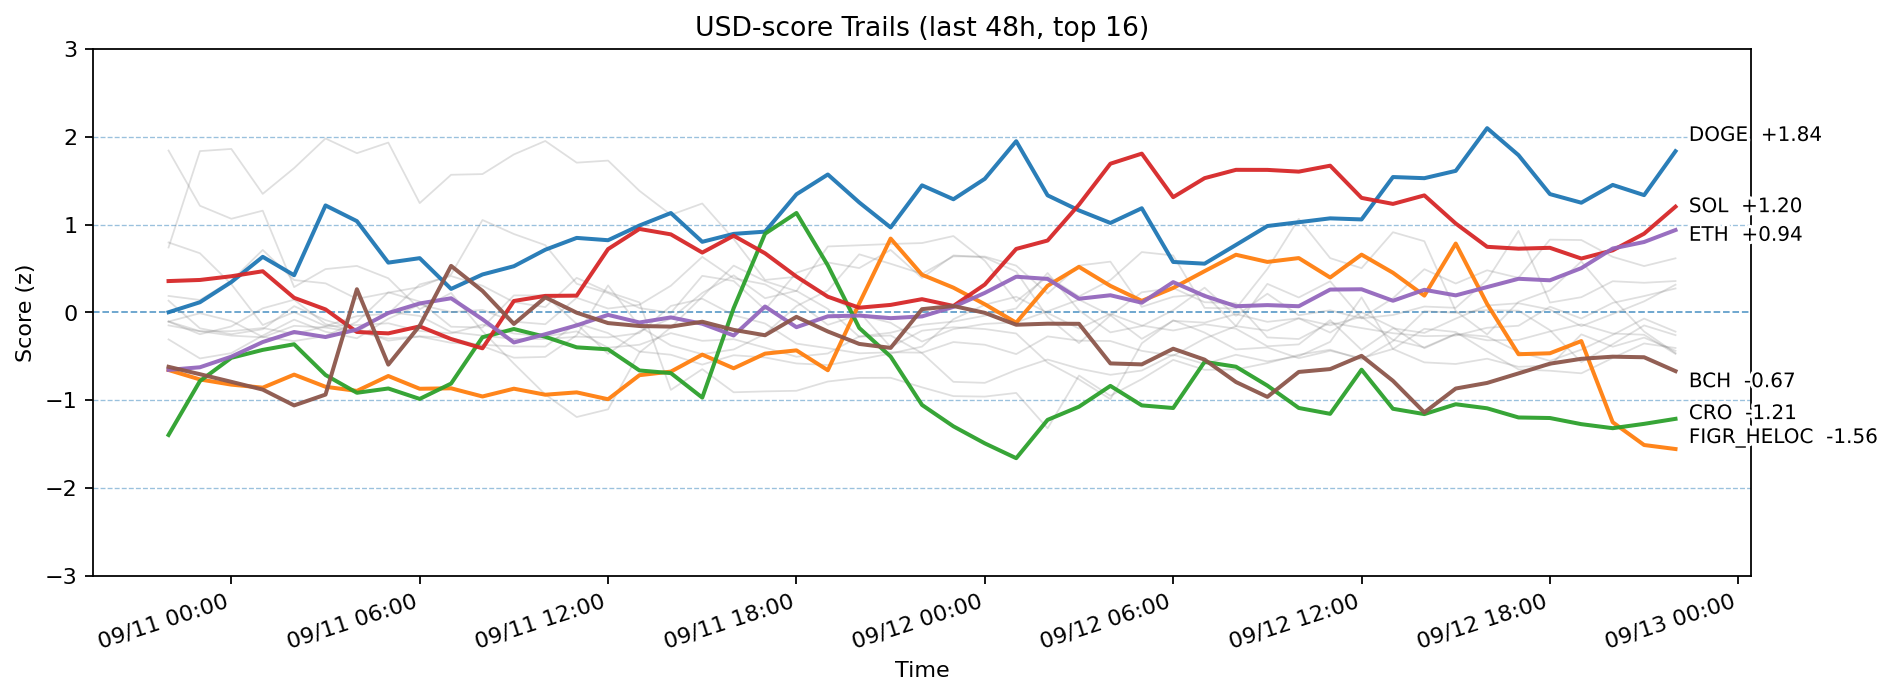 USD-score Trails (last 48h, top 16)
3
2
1
0
−1
−2
−3
Score (z)
DOGE +1.84
SOL +1.20
ETH +0.94
BCH -0.67
CRO -1.21
FIGR_HELOC -1.56
09/11 00:00
09/11 06:00
09/11 12:00
09/11 18:00
09/12 00:00
09/12 06:00
09/12 12:00
09/12 18:00
09/13 00:00
Time